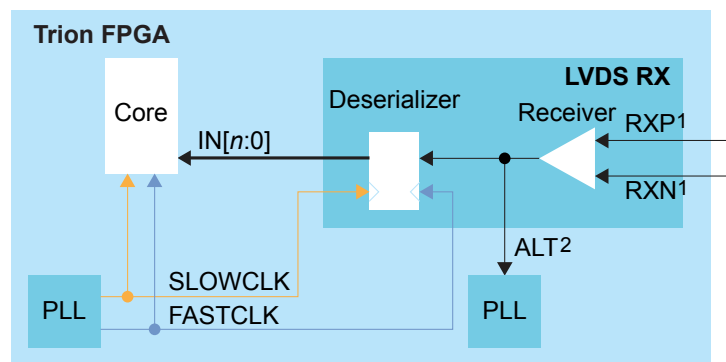 Trion FPGA
LVDS RX
Deserializer
Receiver
Core
RXP1
IN[n:0]
RXN1
ALT2
SLOWCLK
PLL
PLL
FASTCLK